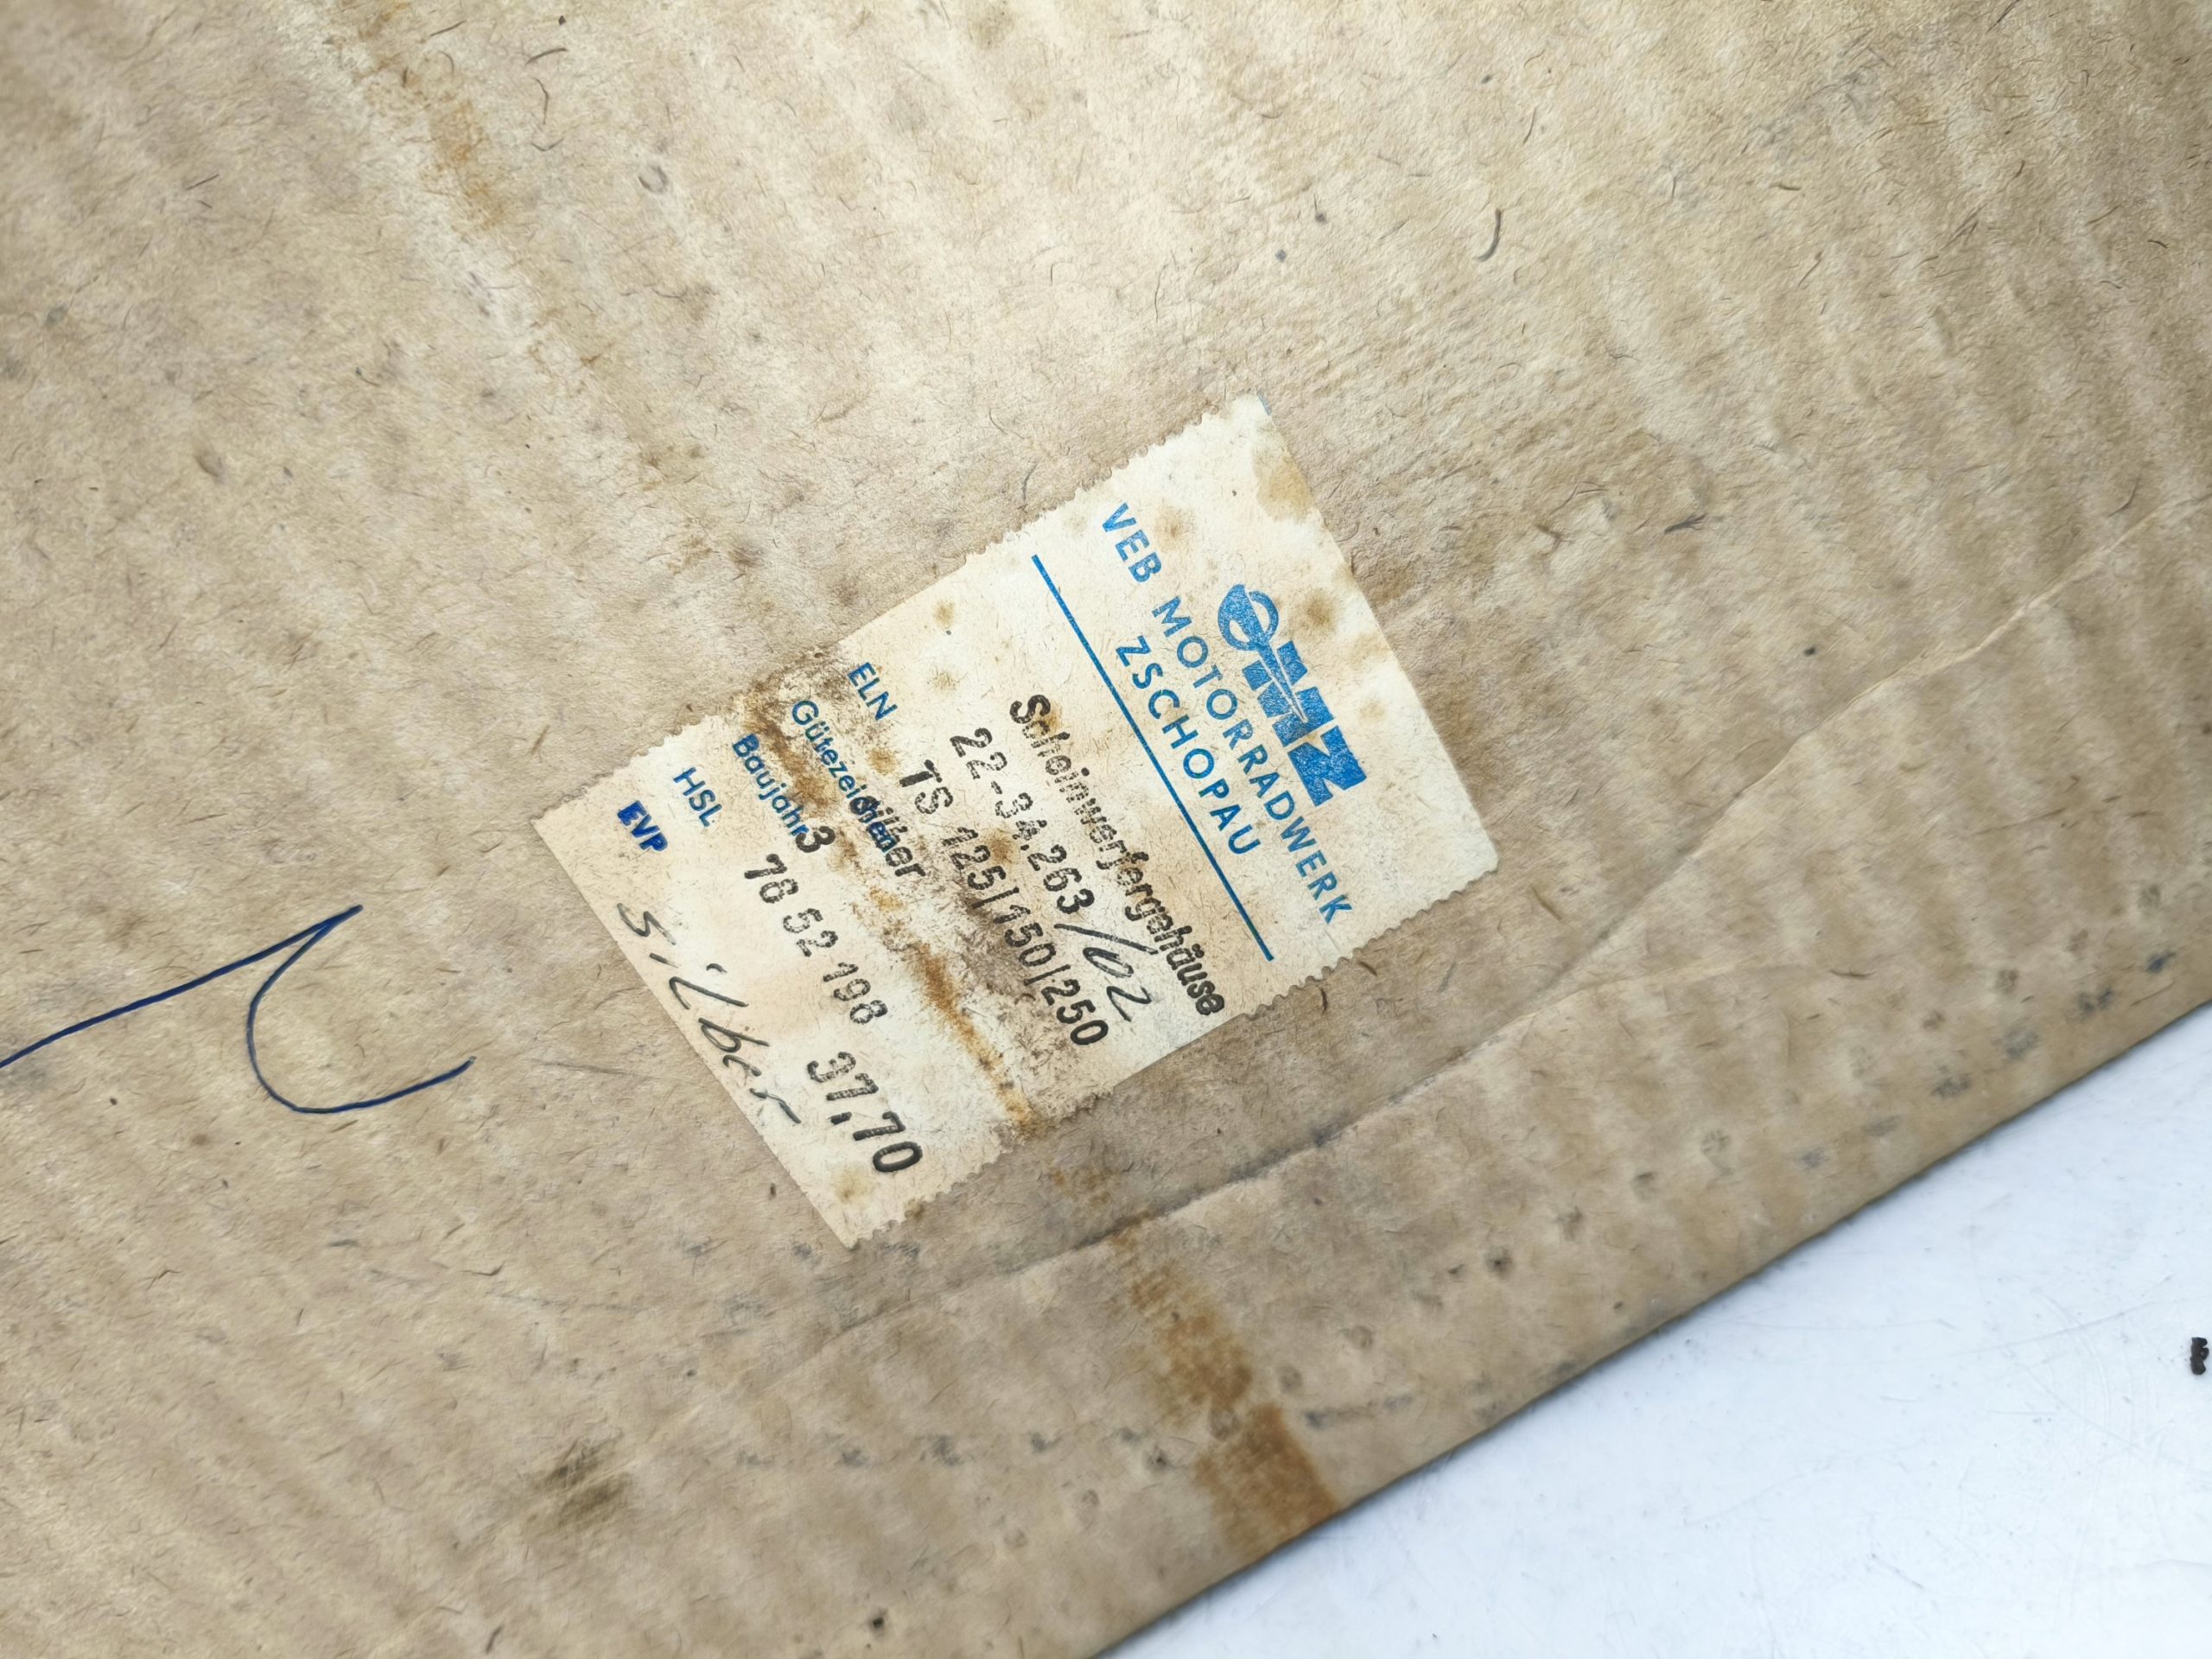 MZ
VEB MOTORRADWERK
ZSCHOPAU
Scheinwerfergehäuse
22-34.263/02
TS 125/150/250
ELN
Gütezeichen silber
Baujahr 3
HSL 78 52 198
EVP 37,70
Silber